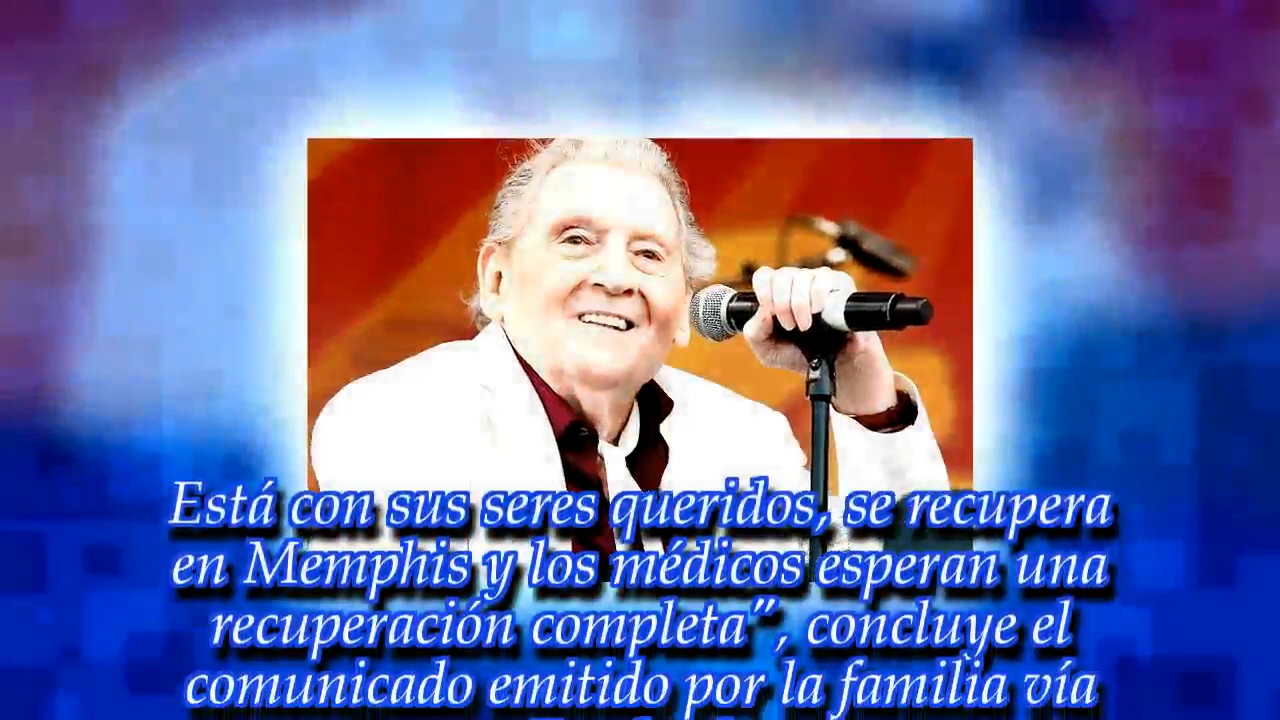 Está con sus seres queridos, se recupera
en Memphis y los médicos esperan una
recuperación completa”, concluye el
comunicado emitido por la familia vía